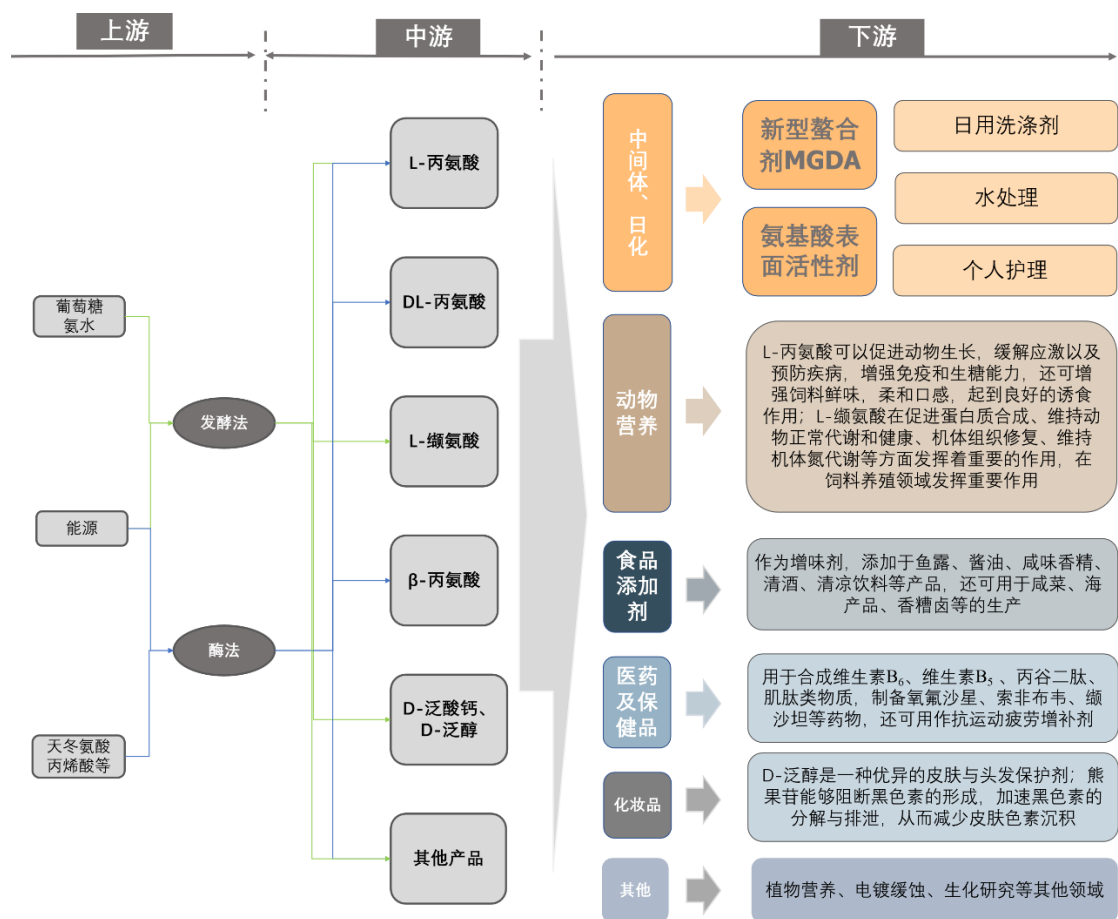 上游
中游
下游
葡萄糖
氨水
能源
天冬氨酸
丙烯酸等
发酵法
酶法
L-丙氨酸
DL-丙氨酸
L-缬氨酸
β-丙氨酸
D-泛酸钙、
D-泛醇
其他产品
中间体、日化
新型螯合
剂MGDA
氨基酸表
面活性剂
日用洗涤剂
水处理
个人护理
动物
营养
L-丙氨酸可以促进动物生长，缓解应激以及
预防疾病，增强免疫和生糖能力，还可增
强饲料鲜味，柔和口感，起到良好的诱食
作用；L-缬氨酸在促进蛋白质合成、维持动
物正常代谢和健康、机体组织修复、维持
机体氮代谢等方面发挥着重要的作用，在
饲料养殖领域发挥重要作用
食品
添加
剂
作为增味剂，添加于鱼露、酱油、咸味香精、
清酒、清凉饮料等产品，还可用于咸菜、海
产品、香糟卤等的生产
医药
及保
健品
用于合成维生素B₆、维生素B₅ 、丙谷二肽、
肌肽类物质，制备氧氟沙星、索非布韦、缬
沙坦等药物，还可用作抗运动疲劳增补剂
化妆品
D-泛醇是一种优异的皮肤与头发保护剂；熊
果苷能够阻断黑色素的形成，加速黑色素的
分解与排泄，从而减少皮肤色素沉积
其他
植物营养、电镀缓蚀、生化研究等其他领域